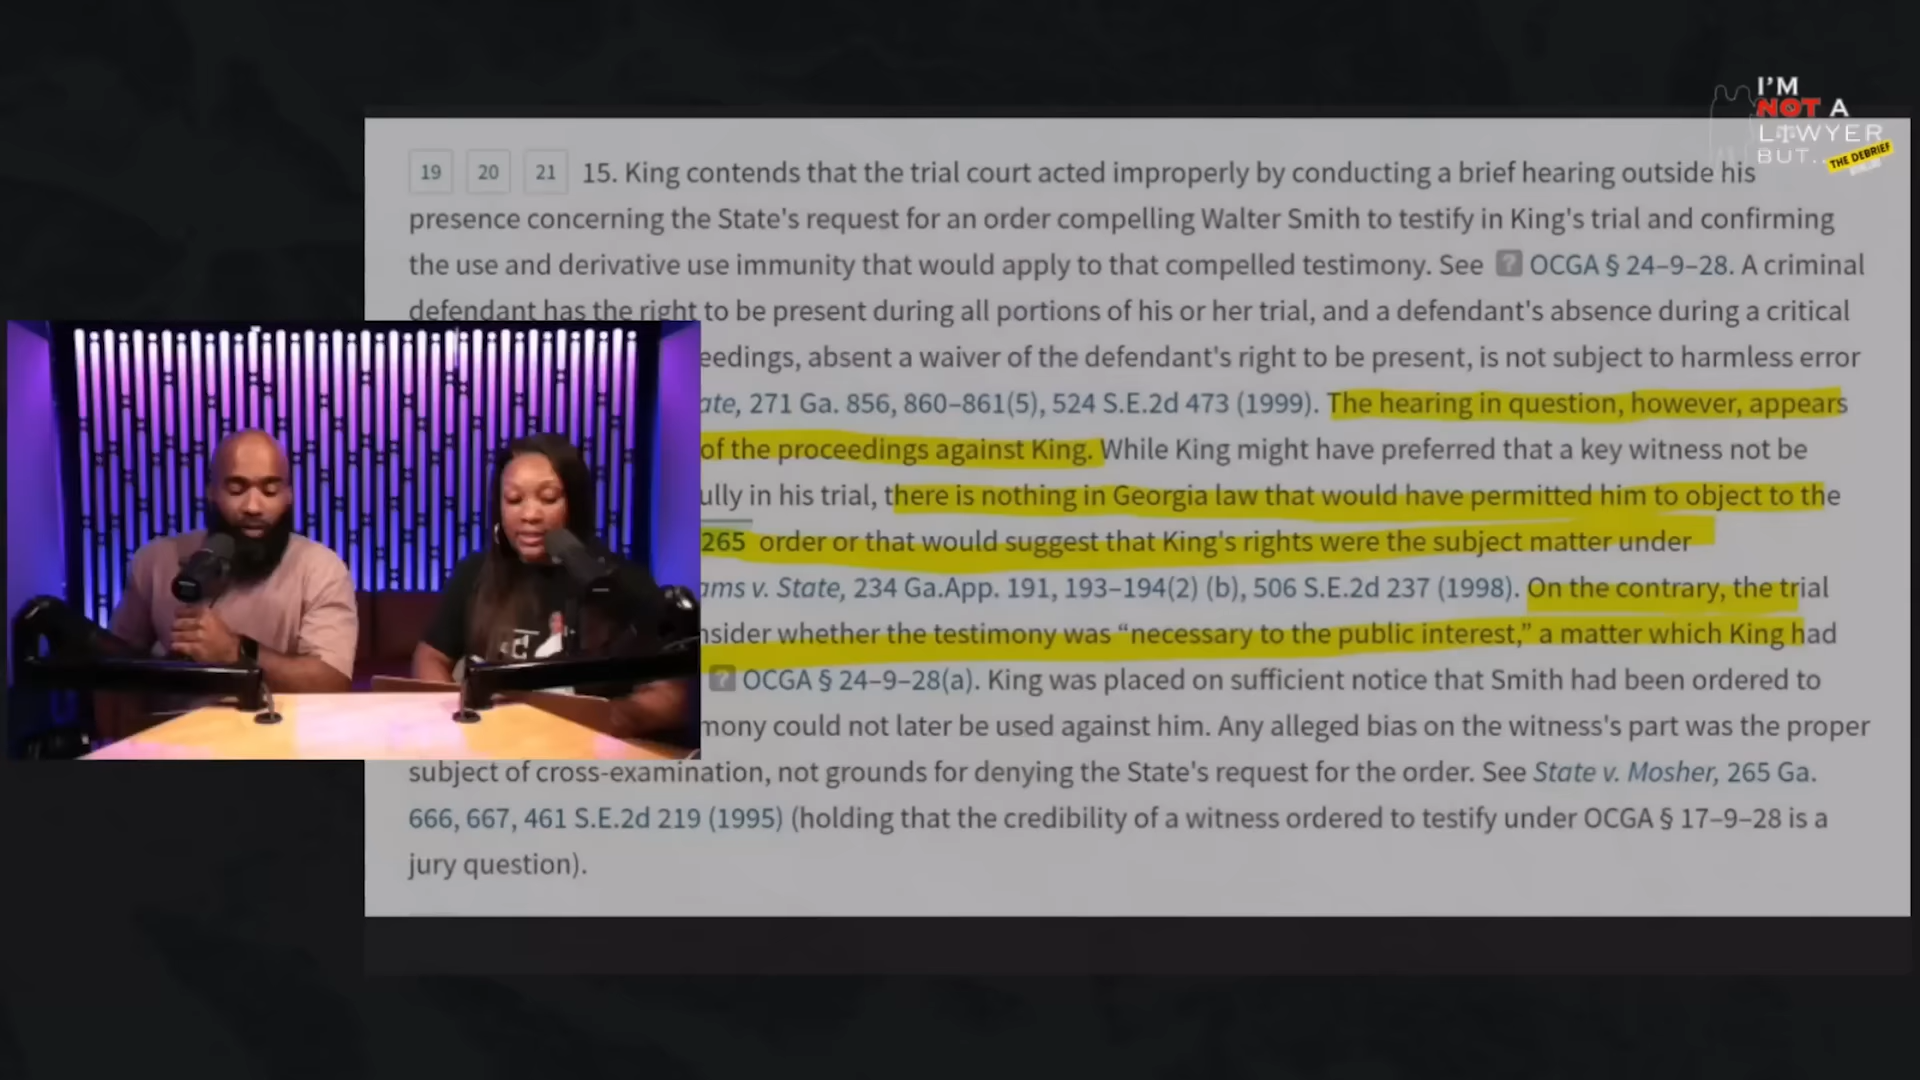 I'M
NOT A
LAWYER
BUT...
THE DEBRIEF
19 20 21 15. King contends that the trial court acted improperly by conducting a brief hearing outside his
presence concerning the State's request for an order compelling Walter Smith to testify in King's trial and confirming
the use and derivative use immunity that would apply to that compelled testimony. See ? OCGA § 24–9–28. A criminal
defendant has the right to be present during all portions of his or her trial, and a defendant's absence during a critical
eedings, absent a waiver of the defendant's right to be present, is not subject to harmless error
ate, 271 Ga. 856, 860–861(5), 524 S.E.2d 473 (1999). The hearing in question, however, appears
of the proceedings against King. While King might have preferred that a key witness not be
ully in his trial, there is nothing in Georgia law that would have permitted him to object to the
265 order or that would suggest that King's rights were the subject matter under
ams v. State, 234 Ga.App. 191, 193–194(2) (b), 506 S.E.2d 237 (1998). On the contrary, the trial
nsider whether the testimony was “necessary to the public interest,” a matter which King had
? OCGA § 24–9–28(a). King was placed on sufficient notice that Smith had been ordered to
mony could not later be used against him. Any alleged bias on the witness's part was the proper
subject of cross-examination, not grounds for denying the State's request for the order. See State v. Mosher, 265 Ga.
666, 667, 461 S.E.2d 219 (1995) (holding that the credibility of a witness ordered to testify under OCGA § 17–9–28 is a
jury question).